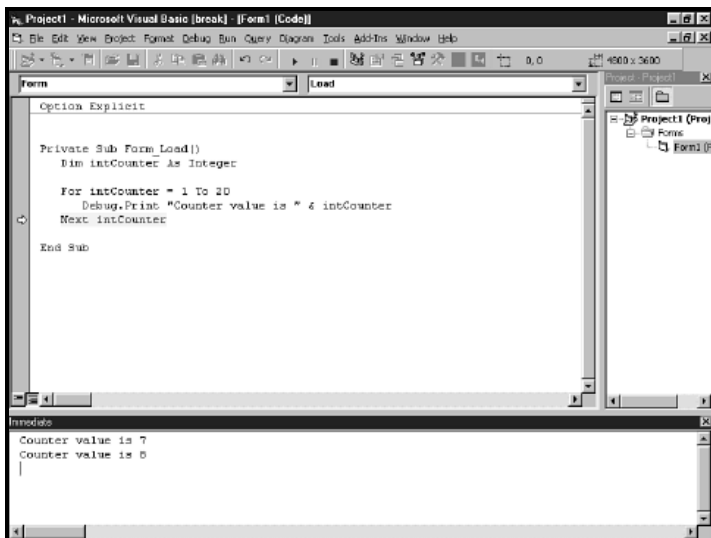 Project1 - Microsoft Visual Basic [break] - [Form1 (Code)]
File Edit View Project Format Debug Run Query Diagram Tools Add-Ins Window Help
0,0 4800 x 3600
Form Load
Project - Project1
Project1 (Proj
Forms
Form1 (F
Option Explicit
Private Sub Form_Load()
Dim intCounter As Integer
For intCounter = 1 To 20
Debug.Print "Counter value is " & intCounter
Next intCounter
End Sub
Immediate
Counter value is 7
Counter value is 8